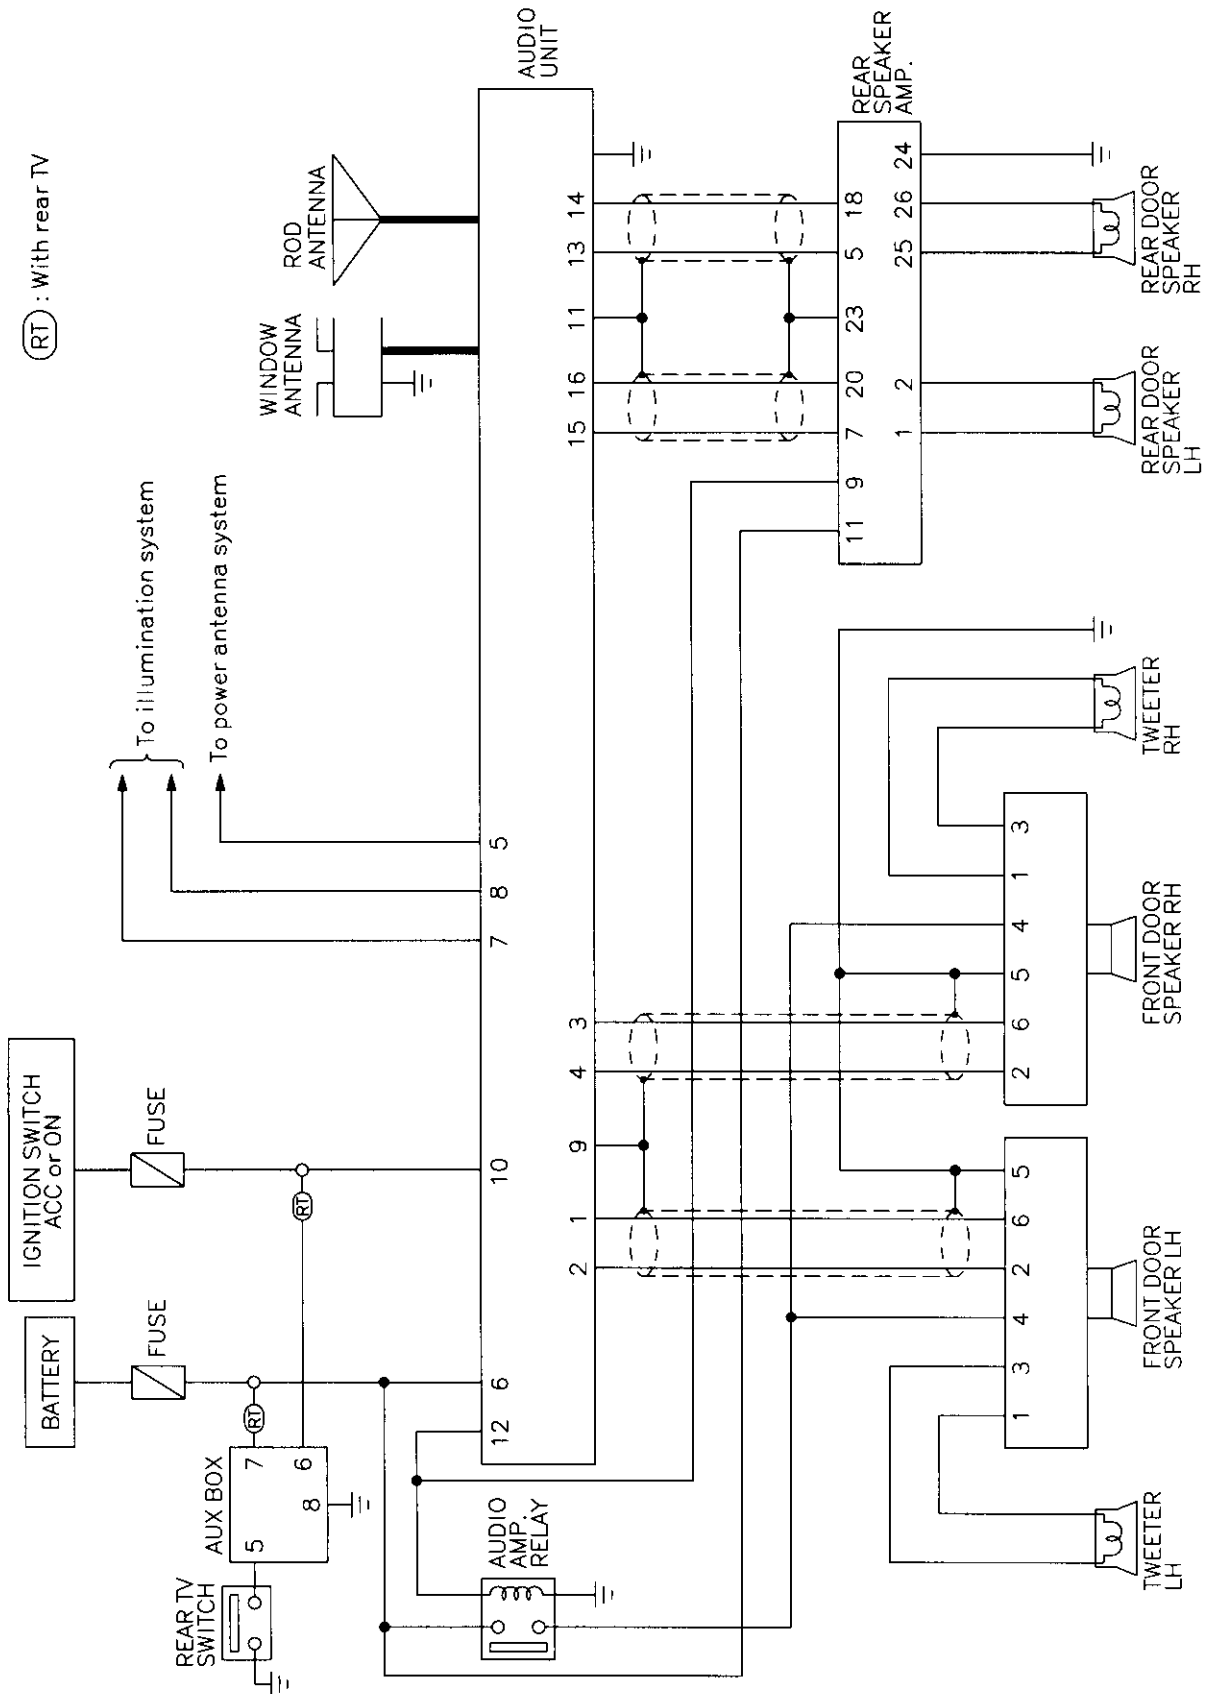 RT : With rear TV
BATTERY
IGNITION SWITCH
ACC or ON
FUSE
FUSE
To illumination system
To power antenna system
WINDOW
ANTENNA
ROD
ANTENNA
REAR TV
SWITCH
AUX BOX
5
7
6
8
RT
RT
AUDIO
UNIT
12
6
10
7
8
5
2
1
9
4
3
15
16
11
13
14
AUDIO
AMP.
RELAY
REAR
SPEAKER
AMP.
11
9
7
20
23
5
18
1
2
25
26
24
1
3
4
2
6
5
2
6
5
4
1
3
TWEETER
LH
FRONT DOOR
SPEAKER LH
FRONT DOOR
SPEAKER RH
TWEETER
RH
REAR DOOR
SPEAKER
LH
REAR DOOR
SPEAKER
RH